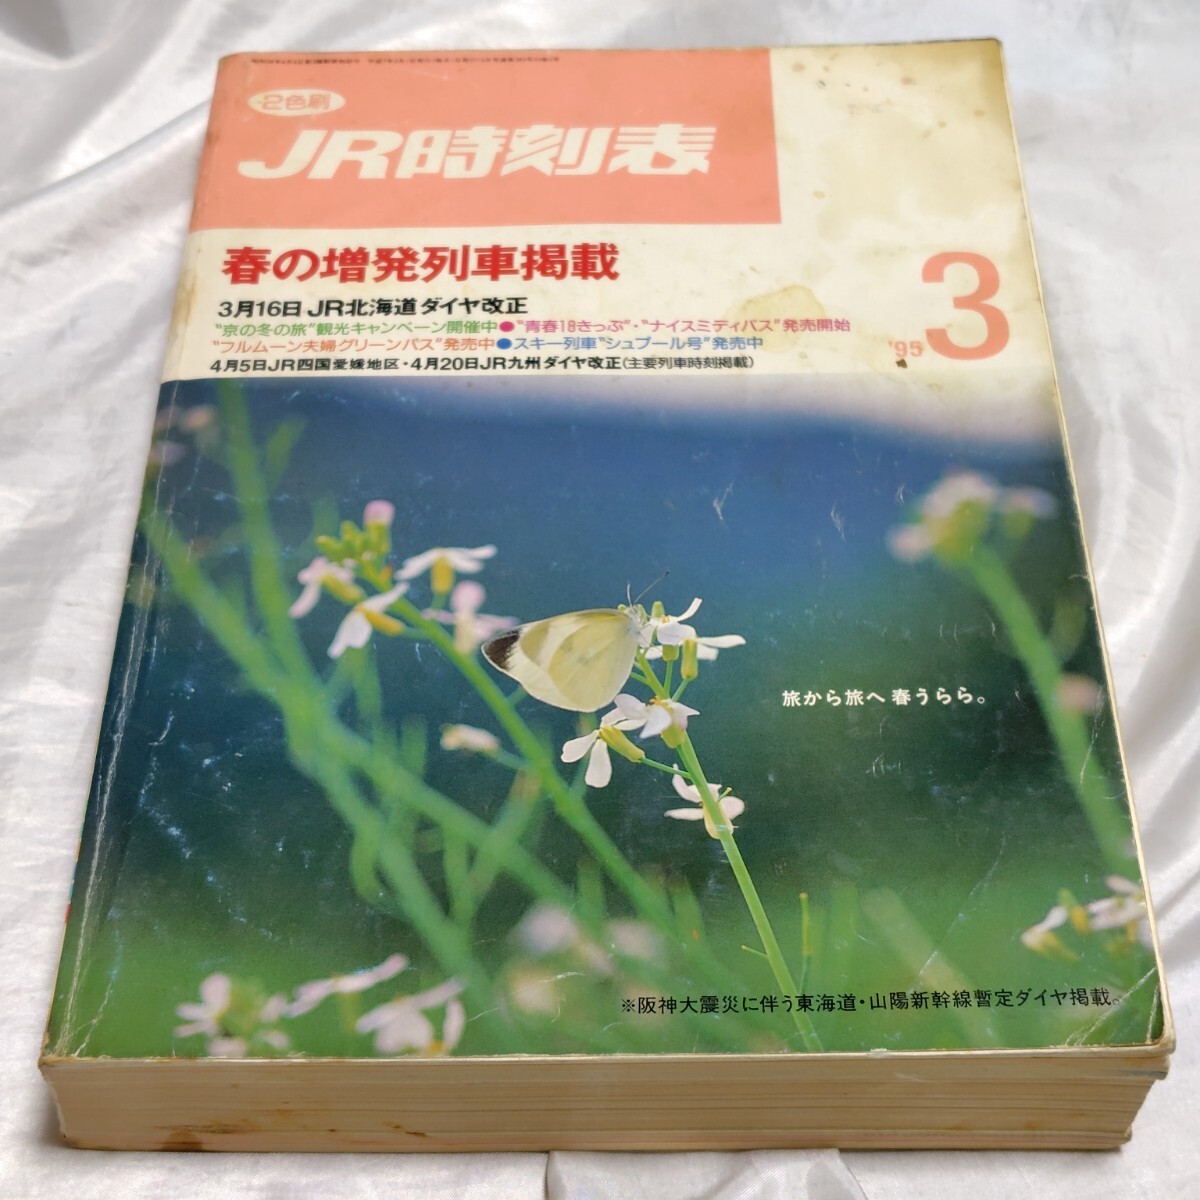 2色刷
JR時刻表
春の増発列車掲載
3月16日 JR北海道ダイヤ改正
"京の冬の旅"観光キャンペーン開催中●"青春18きっぷ"・"ナイスミディパス"発売開始
"フルムーン夫婦グリーンパス"発売中●スキー列車"シュプール号"発売中
4月5日JR四国愛媛地区・4月20日JR九州ダイヤ改正(主要列車時刻掲載)
'95
3
旅から旅へ 春うらら。
※阪神大震災に伴う東海道・山陽新幹線暫定ダイヤ掲載。